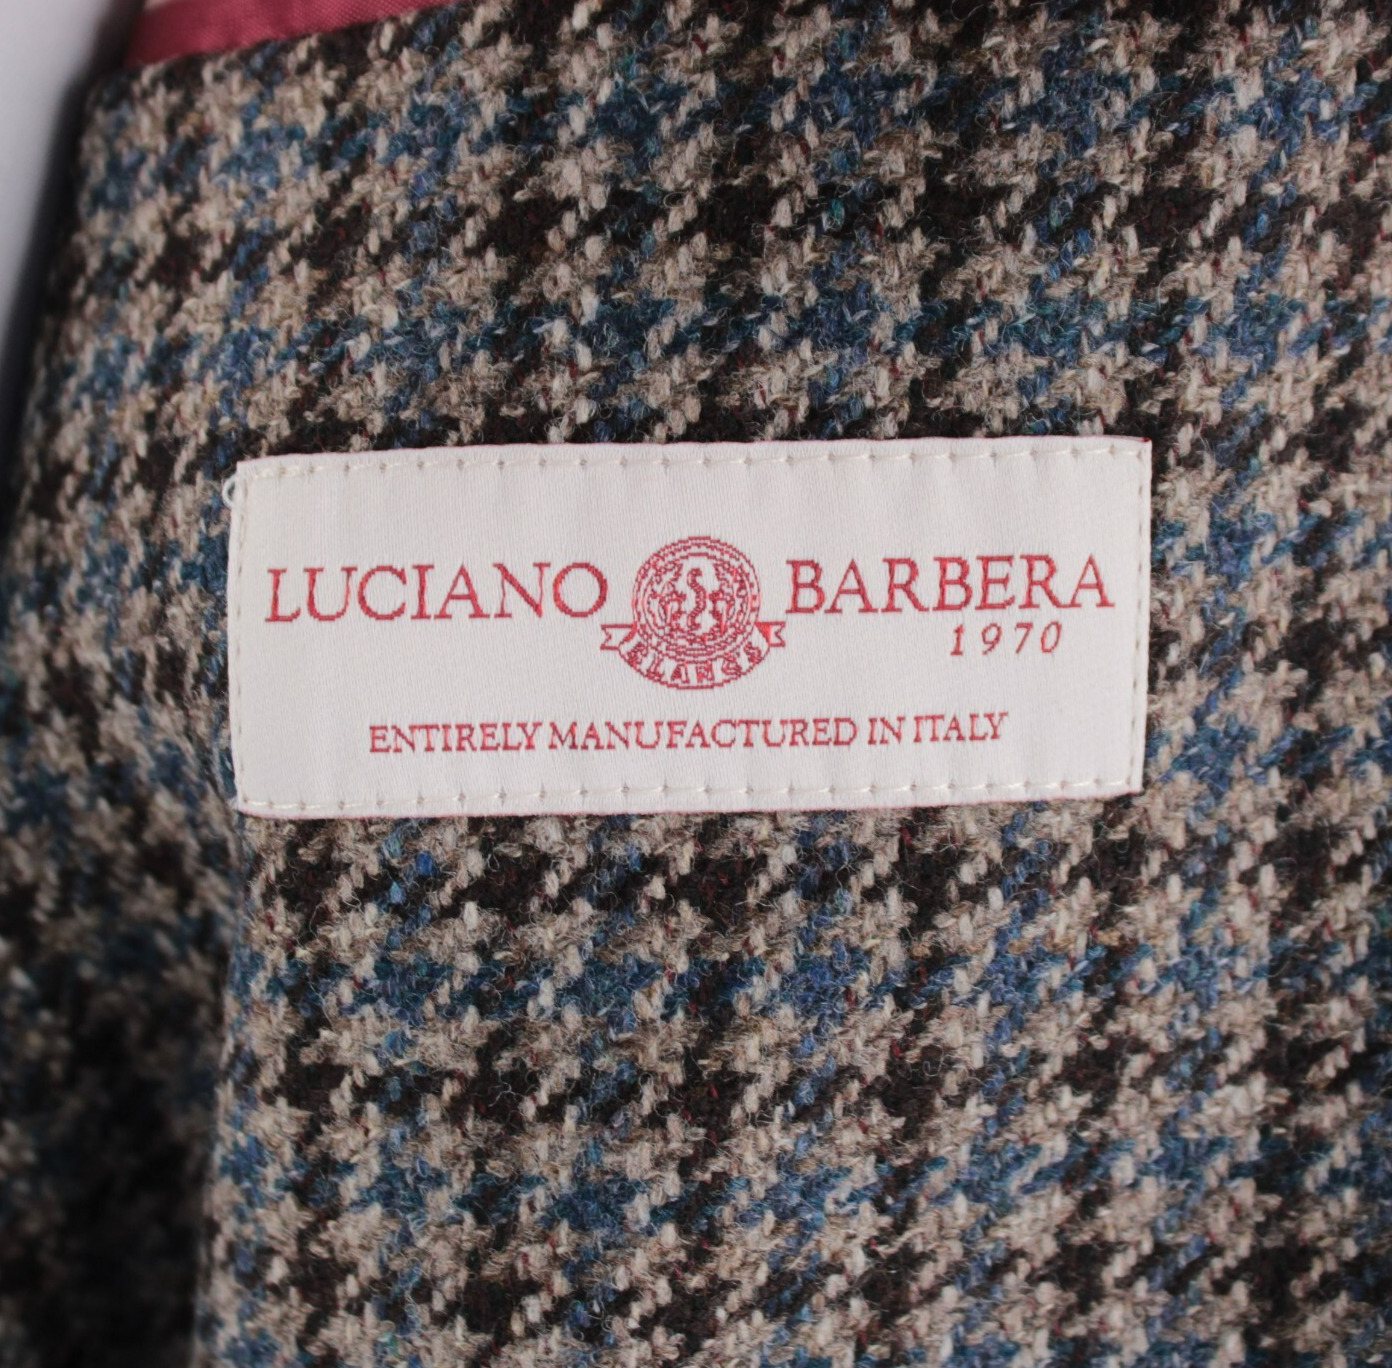 LUCIANO BARBERA
1970
ENTIRELY MANUFACTURED IN ITALY